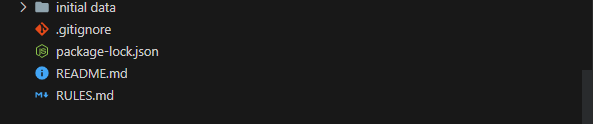 initial data
.gitignore
package-lock.json
README.md
RULES.md